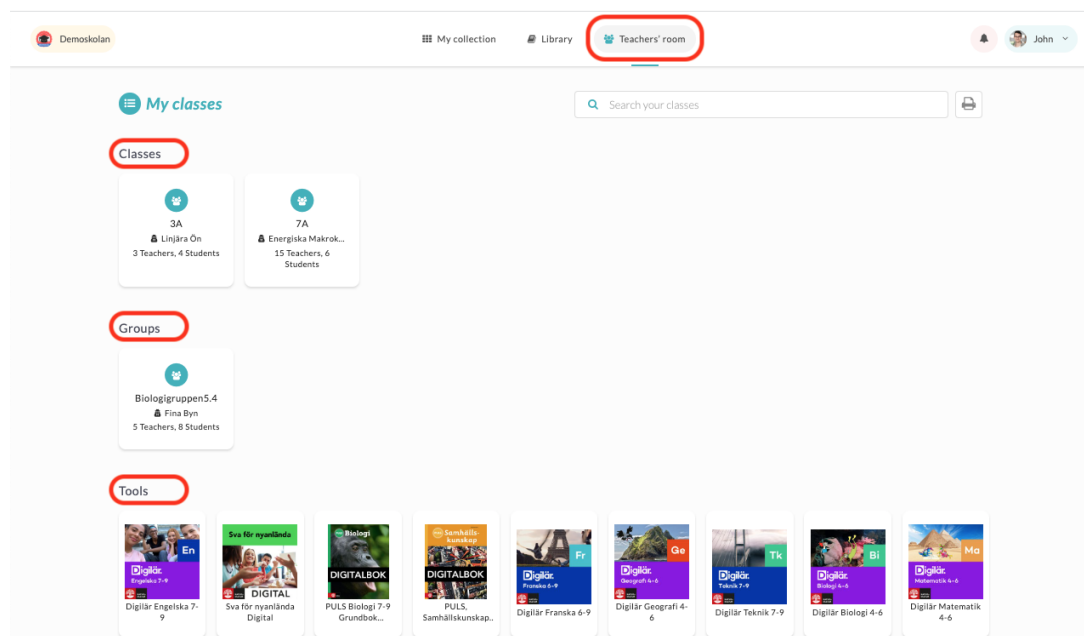 Demoskolan
My collection
Library
Teachers' room
John
My classes
Search your classes
Classes
3A
Linjära Ön
3 Teachers, 4 Students
7A
Energiska Makrok...
15 Teachers, 6
Students
Groups
Biologigruppen5.4
Fina Byn
5 Teachers, 8 Students
Tools
En
Digilär.
Engelska 7-9
Digilär Engelska 7-
9
Sva för nyanlända
DIGITAL
Sva för nyanlända
Digital
Biologi
DIGITALBOK
PULS Biologi 7-9
Grundbok...
Samhälls-
kunskap
DIGITALBOK
PULS,
Samhällskunskap..
Fr
Digilär.
Franska 6-9
Digilär Franska 6-9
Ge
Digilär.
Geografi 4-6
Digilär Geografi 4-
6
Tk
Digilär.
Teknik 7-9
Digilär Teknik 7-9
Bi
Digilär.
Biologi 4-6
Digilär Biologi 4-6
Ma
Digilär.
Matematik 4-6
Digilär Matematik
4-6